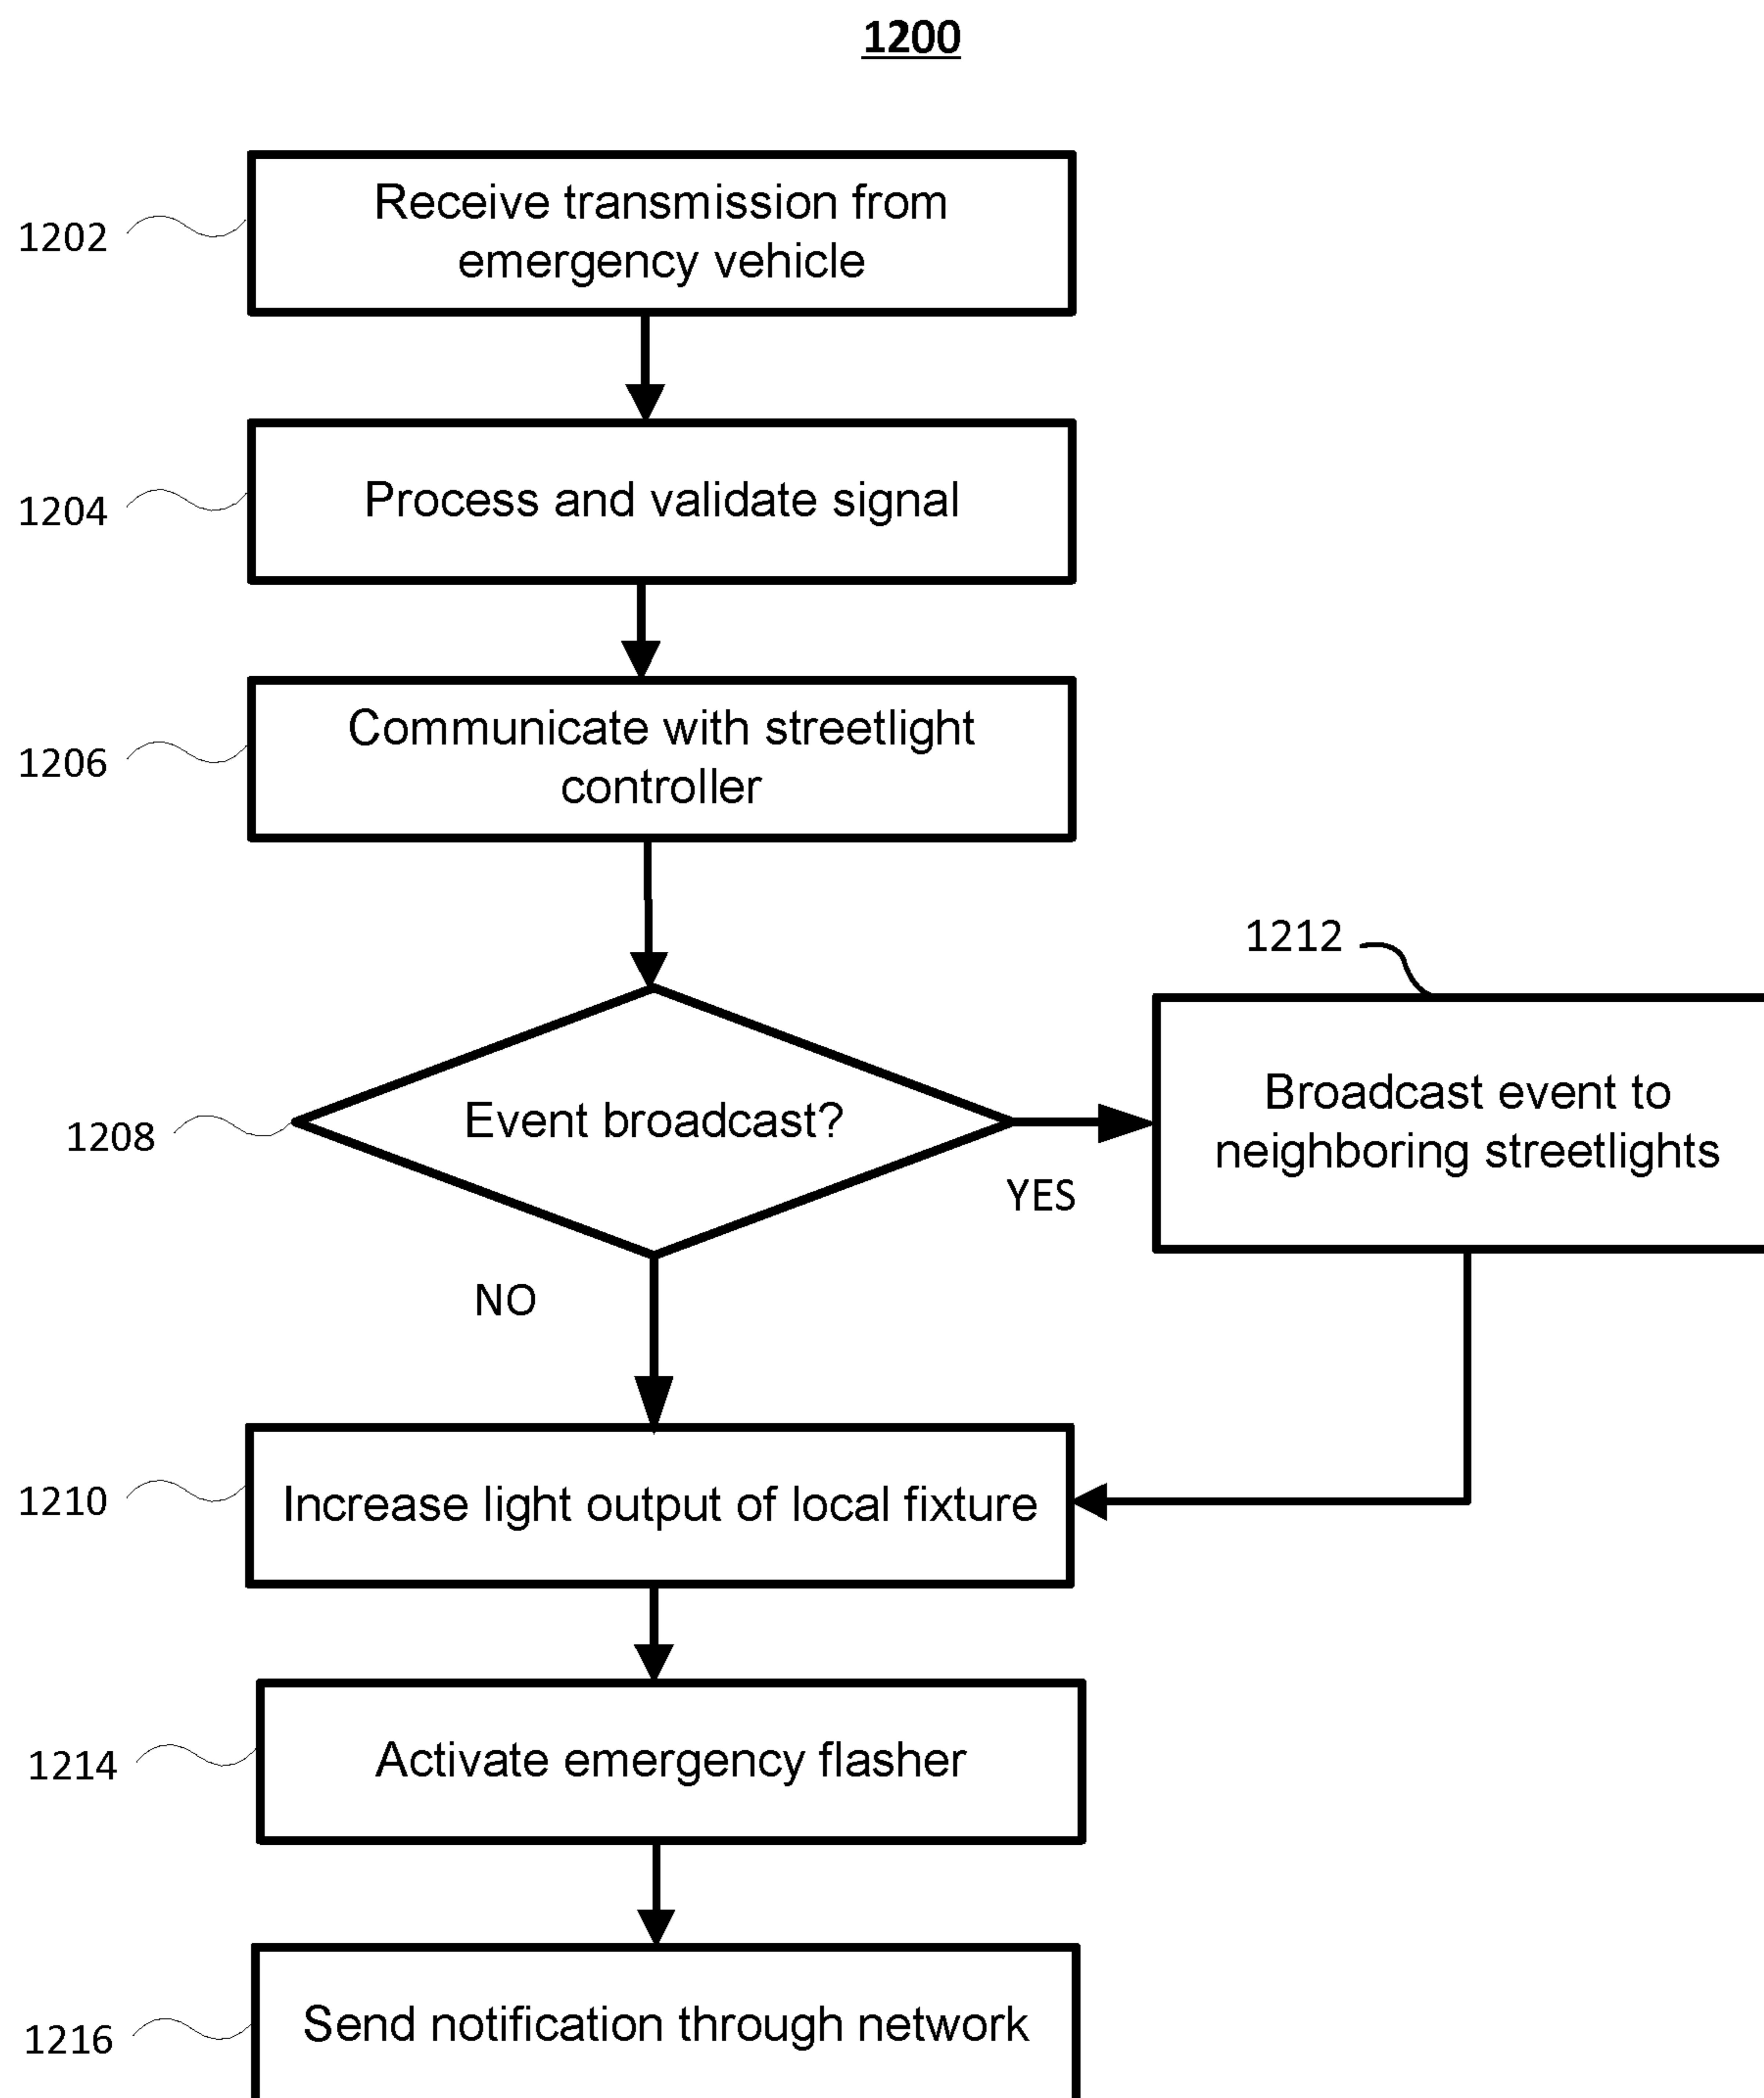 1200
1202
Receive transmission from
emergency vehicle
1204
Process and validate signal
1206
Communicate with streetlight
controller
1208
Event broadcast?
YES
NO
1212
Broadcast event to
neighboring streetlights
1210
Increase light output of local fixture
1214
Activate emergency flasher
1216
Send notification through network